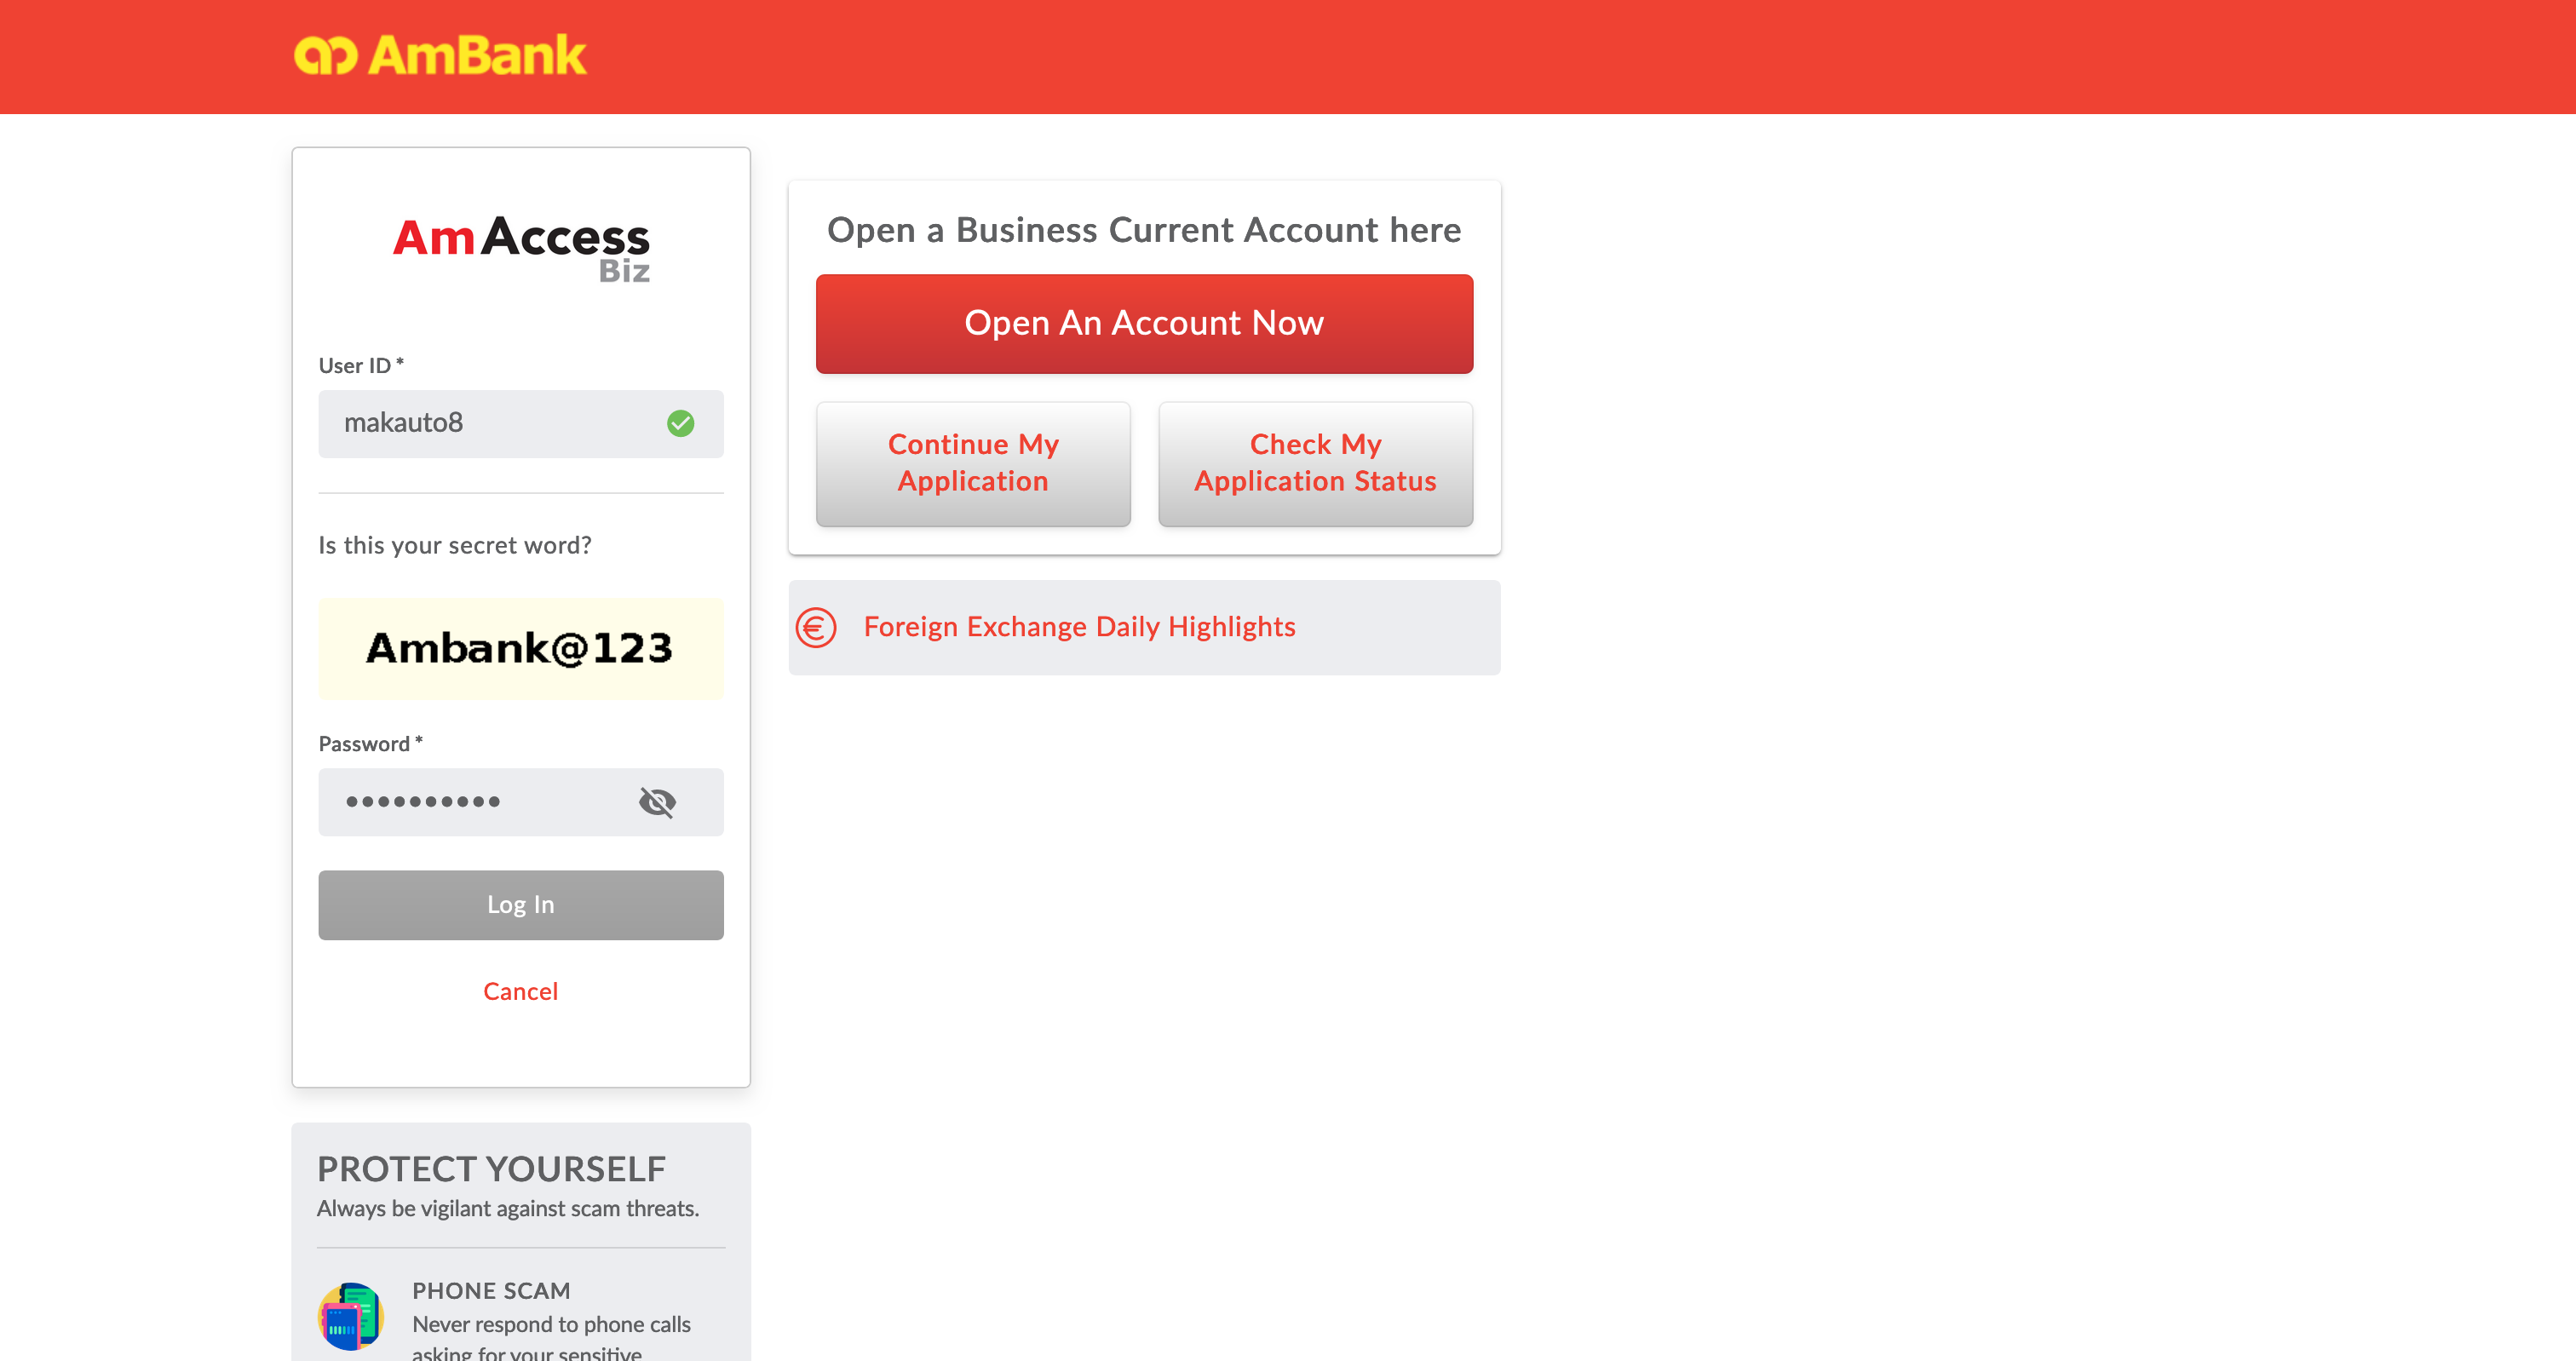 AmBank
AmAccess
Biz
User ID *
makauto8
Is this your secret word?
Ambank@123
Password *
••••••••••
Log In
Cancel
Open a Business Current Account here
Open An Account Now
Continue My
Application
Check My
Application Status
Foreign Exchange Daily Highlights
PROTECT YOURSELF
Always be vigilant against scam threats.
PHONE SCAM
Never respond to phone calls
asking for your sensitive